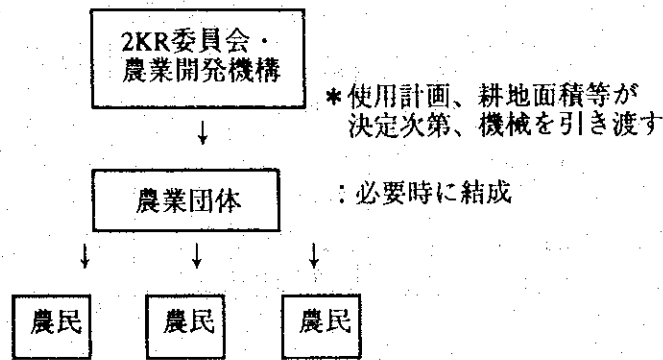 2KR委員会・
農業開発機構
*使用計画、耕地面積等が
決定次第、機械を引き渡す
↓
農業団体
：必要時に結成
↓ ↓ ↓
農民 農民 農民